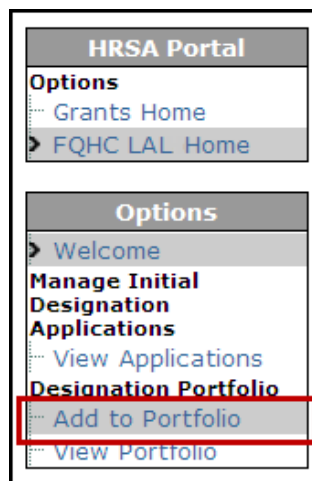 HRSA Portal
Options
Grants Home
FQHC LAL Home
Options
Welcome
Manage Initial
Designation
Applications
View Applications
Designation Portfolio
Add to Portfolio
View Portfolio